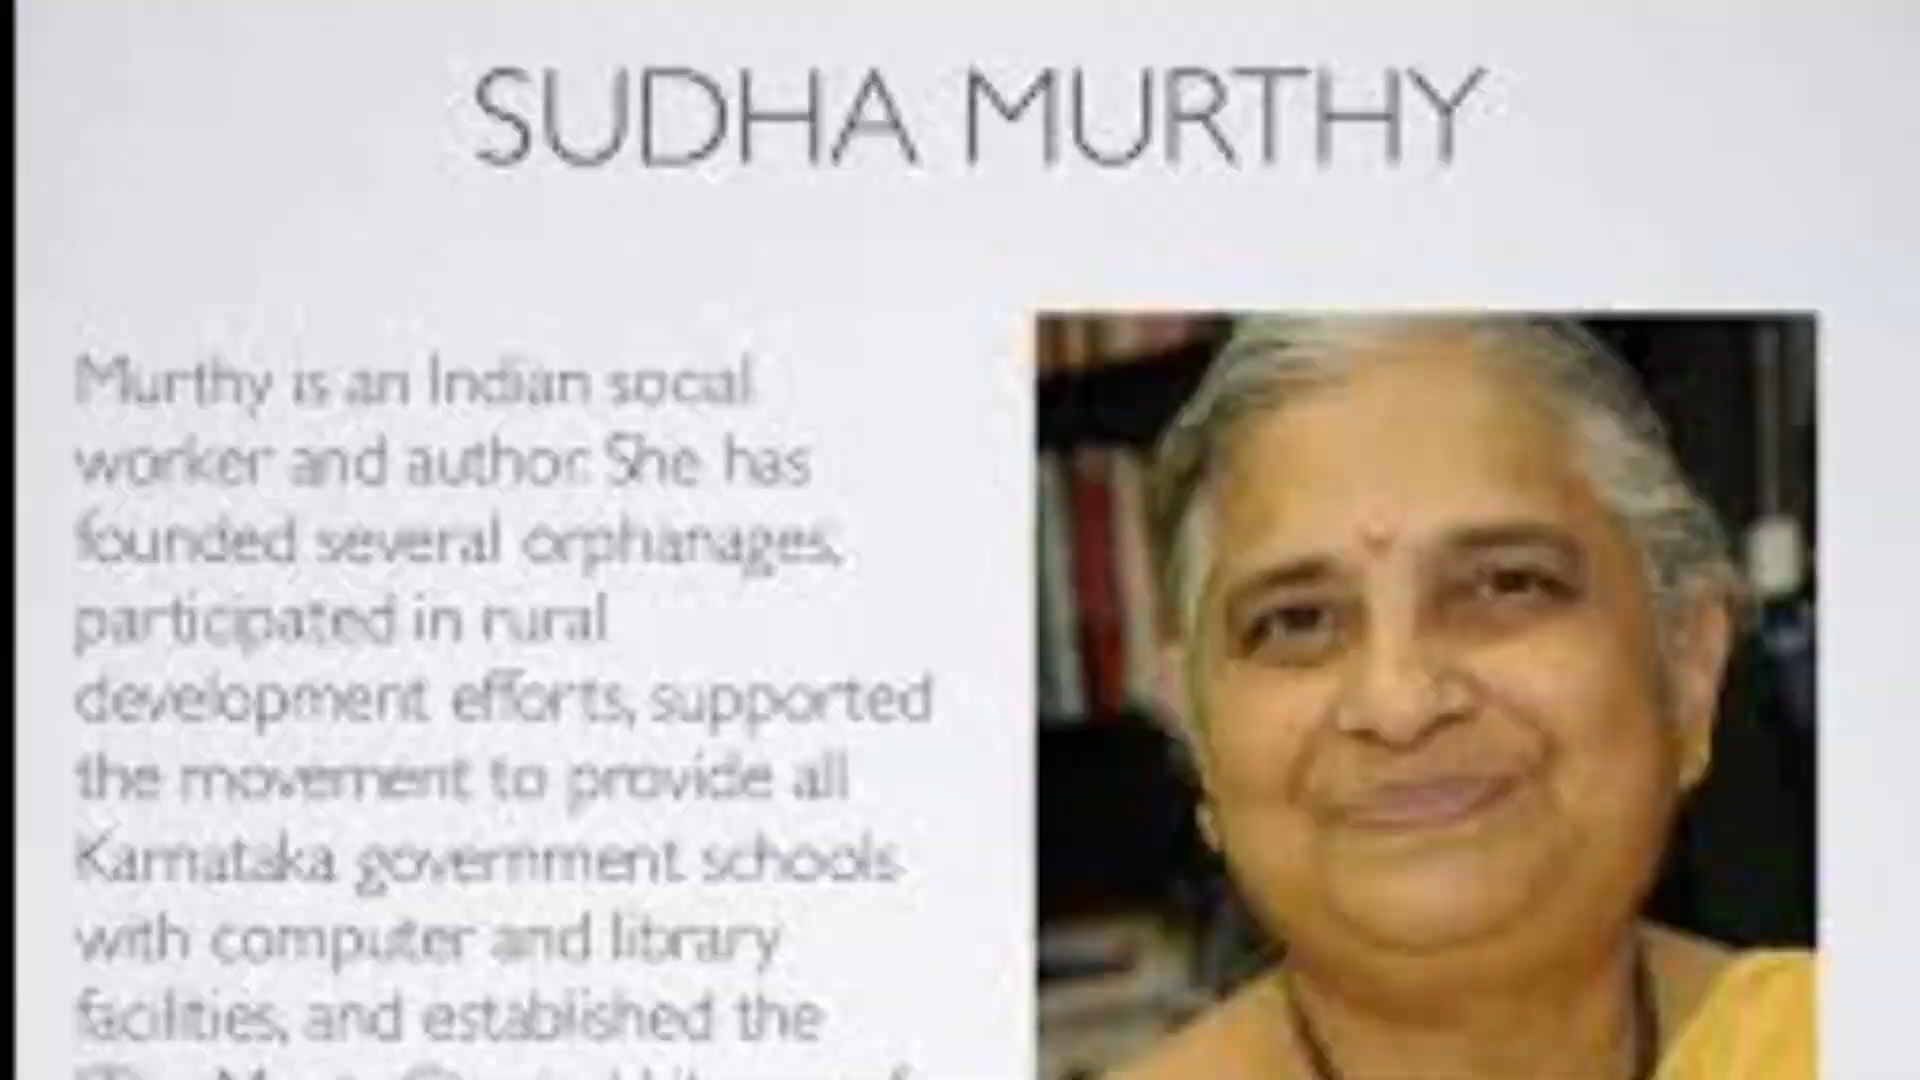 SUDHA MURTHY
Murthy is an Indian social
worker and author. She has
founded several orphanages,
participated in rural
development efforts, supported
the movement to provide all
Karnataka government schools
with computer and library
facilities, and established the